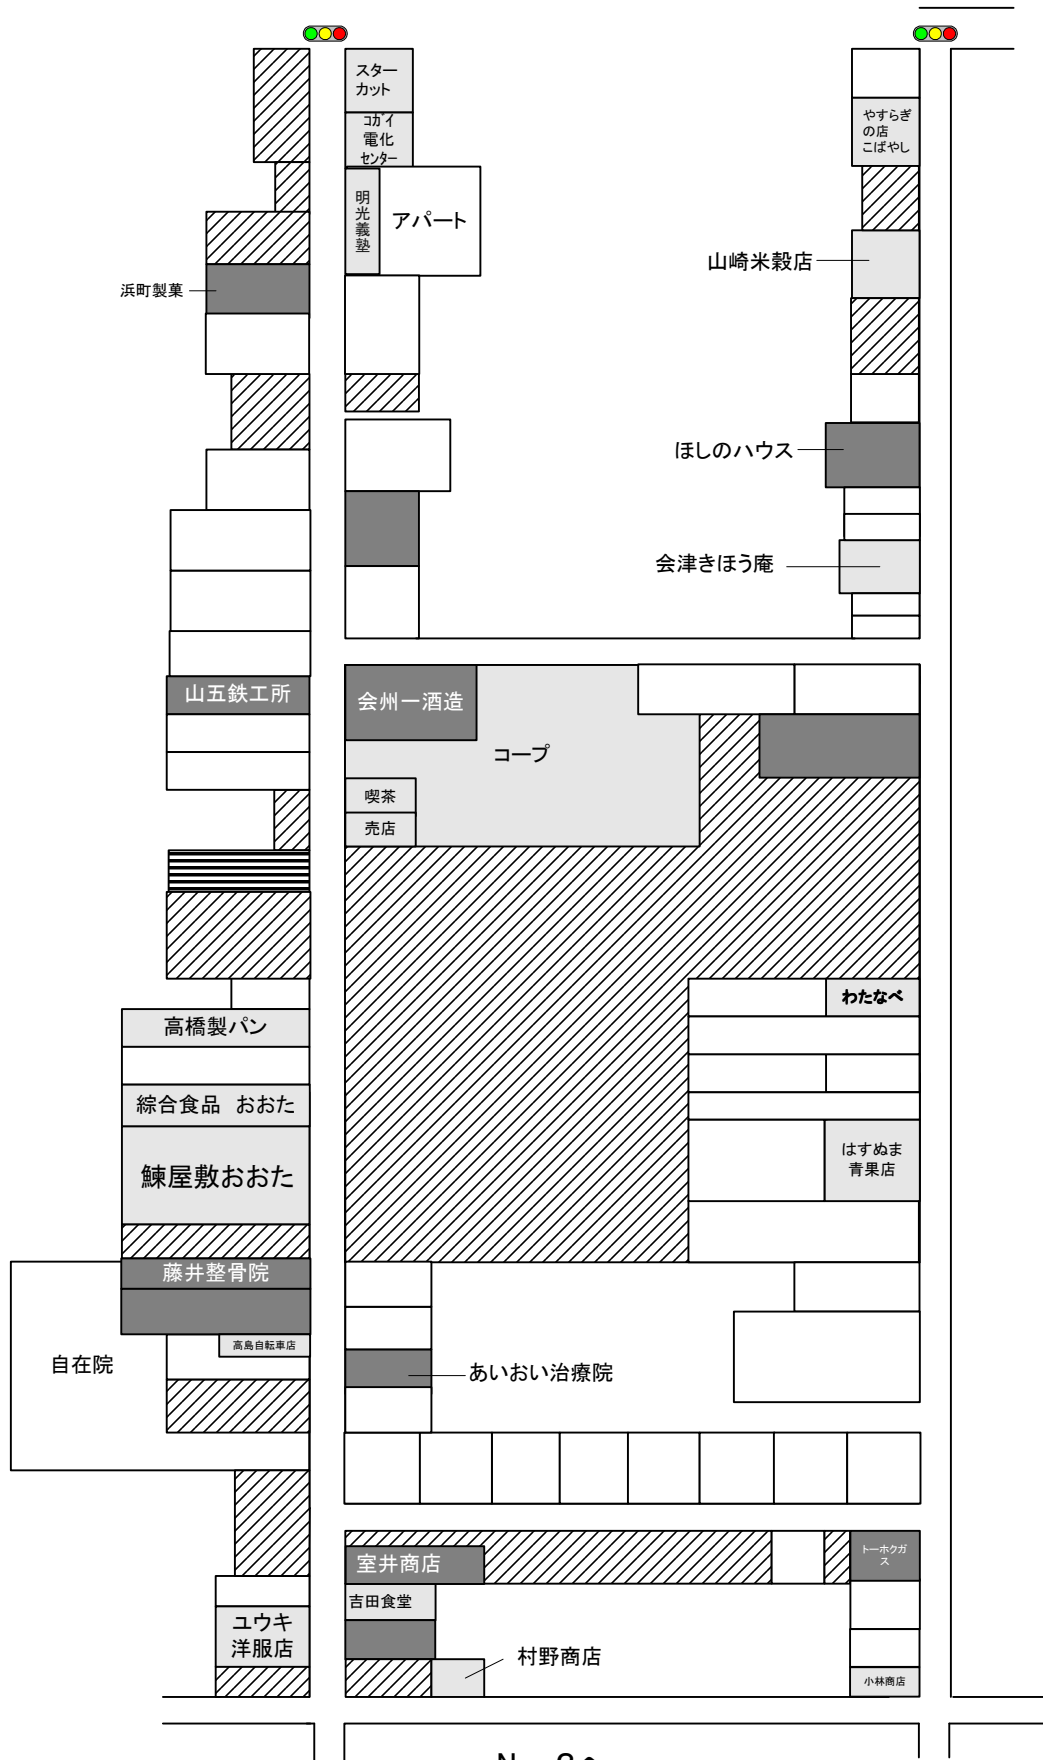 スター
カット
コガイ
電化
センター
明光義塾
アパート
やすらぎ
の店
こばやし
山崎米穀店
浜町製菓
ほしのハウス
会津きほう庵
山五鉄工所
会州一酒造
コープ
喫茶
売店
わたなべ
高橋製パン
綜合食品　おおた
はすぬま
青果店
鰊屋敷おおた
藤井整骨院
高島自転車店
自在院
あいおい治療院
室井商店
トーホクガ
ス
吉田食堂
ユウキ
洋服店
村野商店
小林商店